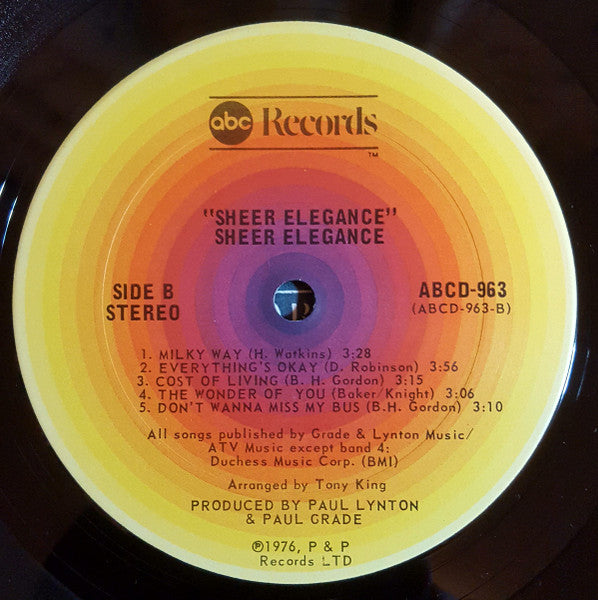 abc Records
TM
"SHEER ELEGANCE"
SHEER ELEGANCE
SIDE B
STEREO
ABCD-963
(ABCD-963-B)
1. MILKY WAY (H. Watkins) 3:28
2. EVERYTHING'S OKAY (D. Robinson) 3:56
3. COST OF LIVING (B. H. Gordon) 3:15
4. THE WONDER OF YOU (Baker/Knight) 3:06
5. DON'T WANNA MISS MY BUS (B.H. Gordon) 3:10
All songs published by Grade & Lynton Music/
ATV Music except band 4:
Duchess Music Corp. (BMI)
Arranged by Tony King
PRODUCED BY PAUL LYNTON
& PAUL GRADE
℗1976, P & P
Records LTD